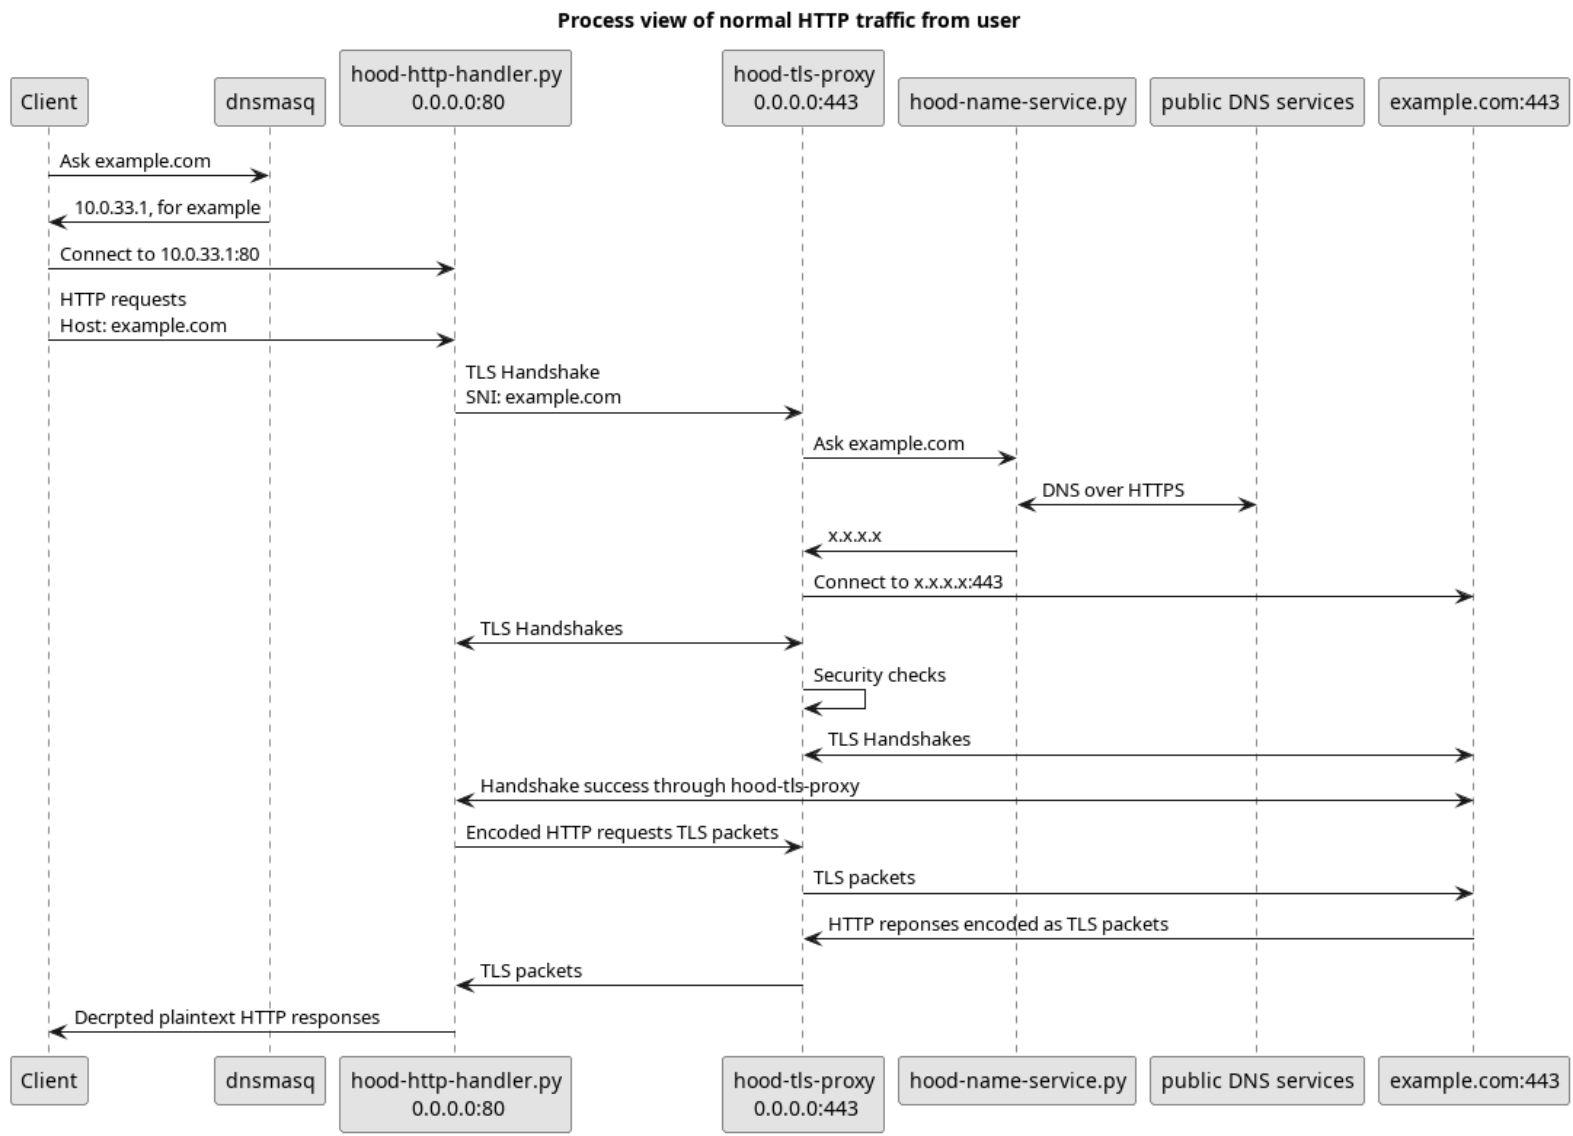 Process view of normal HTTP traffic from user
Client
dnsmasq
hood-http-handler.py
0.0.0.0:80
hood-tls-proxy
0.0.0.0:443
hood-name-service.py
public DNS services
example.com:443
Ask example.com
10.0.33.1, for example
Connect to 10.0.33.1:80
HTTP requests
Host: example.com
TLS Handshake
SNI: example.com
Ask example.com
DNS over HTTPS
x.x.x.x
Connect to x.x.x.x:443
TLS Handshakes
Security checks
TLS Handshakes
Handshake success through hood-tls-proxy
Encoded HTTP requests TLS packets
TLS packets
HTTP reponses encoded as TLS packets
TLS packets
Decrpted plaintext HTTP responses
Client
dnsmasq
hood-http-handler.py
0.0.0.0:80
hood-tls-proxy
0.0.0.0:443
hood-name-service.py
public DNS services
example.com:443